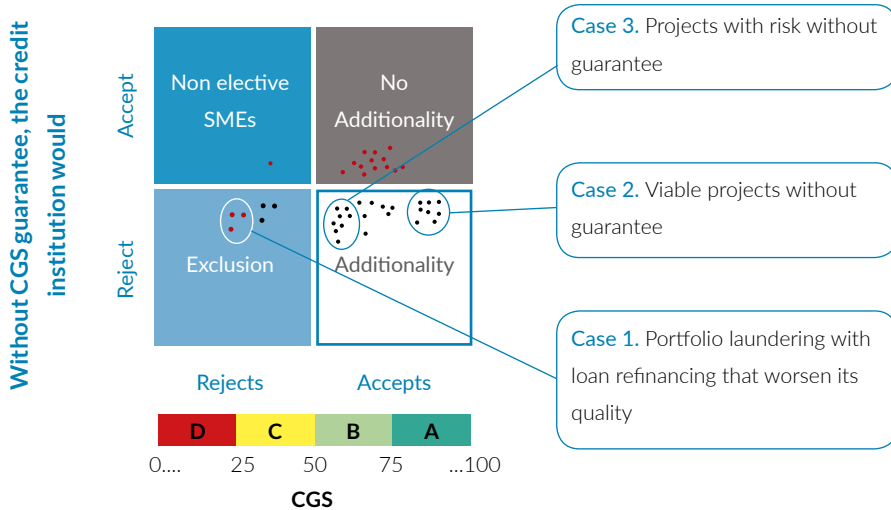 Without CGS guarantee, the credit
institution would
Accept
Reject
Non elective
SMEs
No
Additionality
Exclusion
Additionality
Rejects
Accepts
D
C
B
A
0....
25
50
75
...100
CGS
Case 3. Projects with risk without
guarantee
Case 2. Viable projects without
guarantee
Case 1. Portfolio laundering with
loan refinancing that worsen its
quality